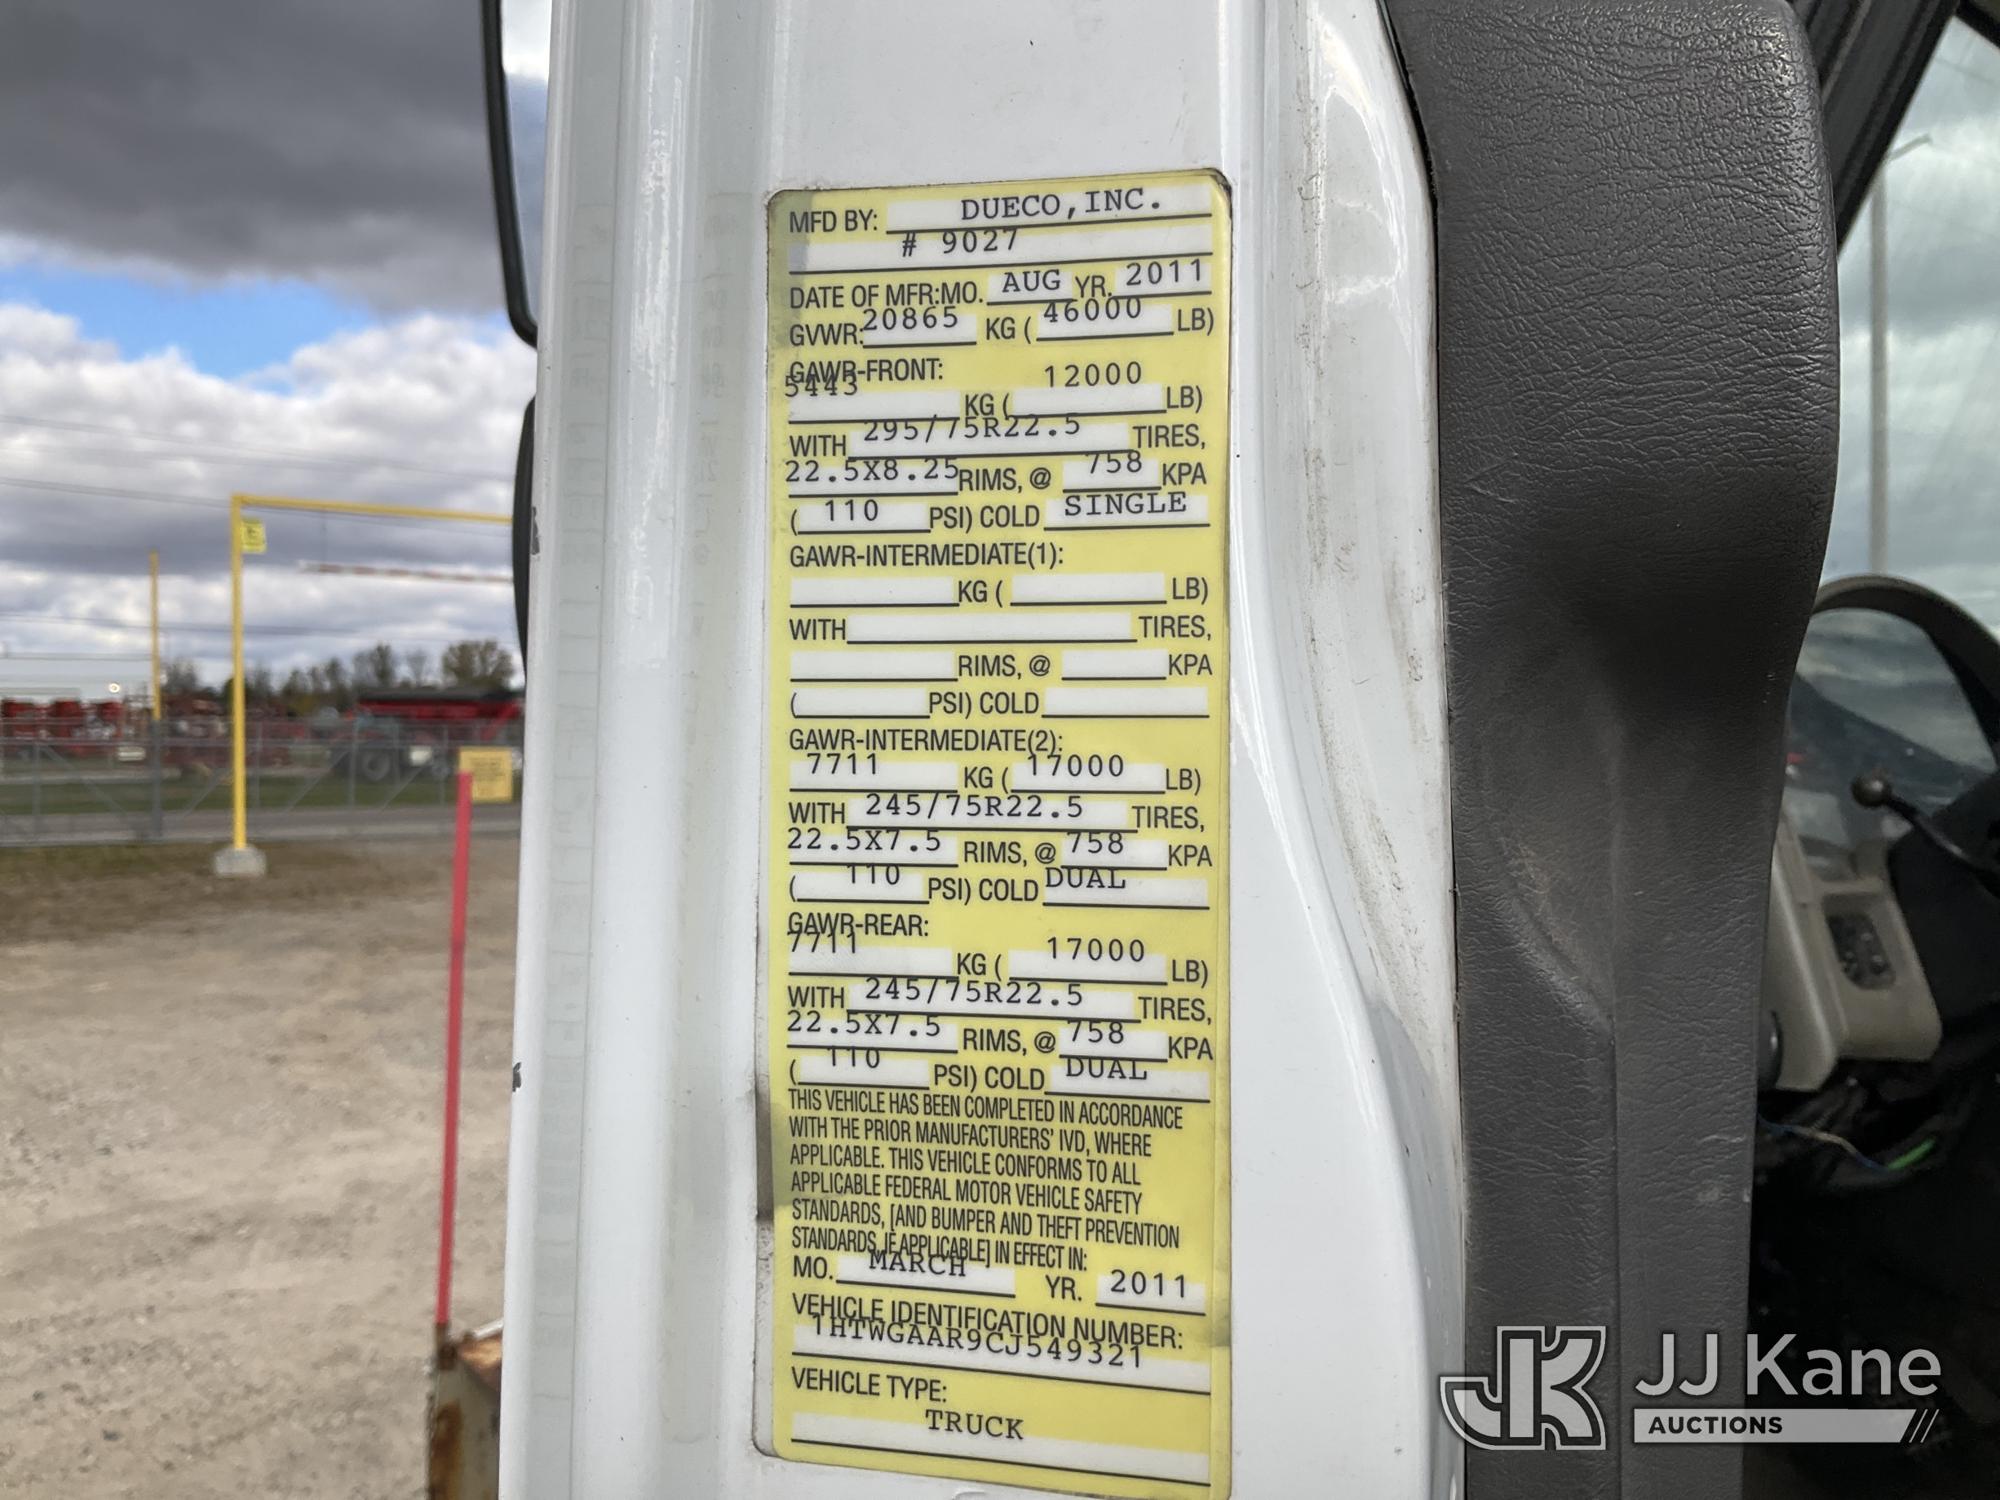 MFD BY: DUECO, INC.
# 9027
DATE OF MFR:MO. AUG YR. 2011
GVWR: 20865 KG ( 46000 LB)
GAWR-FRONT:
5443 KG ( 12000 LB)
WITH 295/75R22.5 TIRES,
22.5X8.25 RIMS, @ 758 KPA
( 110 PSI) COLD SINGLE
GAWR-INTERMEDIATE(1):
KG ( LB)
WITH TIRES,
RIMS, @ KPA
( PSI) COLD
GAWR-INTERMEDIATE(2):
7711 KG ( 17000 LB)
WITH 245/75R22.5 TIRES,
22.5X7.5 RIMS, @ 758 KPA
( 110 PSI) COLD DUAL
GAWR-REAR:
7711 KG ( 17000 LB)
WITH 245/75R22.5 TIRES,
22.5X7.5 RIMS, @ 758 KPA
( 110 PSI) COLD DUAL
THIS VEHICLE HAS BEEN COMPLETED IN ACCORDANCE
WITH THE PRIOR MANUFACTURERS' IVD, WHERE
APPLICABLE. THIS VEHICLE CONFORMS TO ALL
APPLICABLE FEDERAL MOTOR VEHICLE SAFETY
STANDARDS, [AND BUMPER AND THEFT PREVENTION
STANDARDS, IF APPLICABLE] IN EFFECT IN:
MO. MARCH YR. 2011
VEHICLE IDENTIFICATION NUMBER:
1HTWGAAR9CJ549321
VEHICLE TYPE:
TRUCK
JK JJ Kane
AUCTIONS